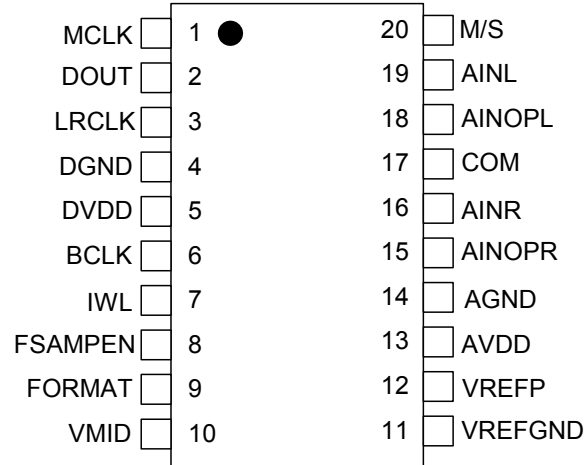 MCLK 1 20 M/S
DOUT 2 19 AINL
LRCLK 3 18 AINOPL
DGND 4 17 COM
DVDD 5 16 AINR
BCLK 6 15 AINOPR
IWL 7 14 AGND
FSAMPEN 8 13 AVDD
FORMAT 9 12 VREFP
VMID 10 11 VREFGND